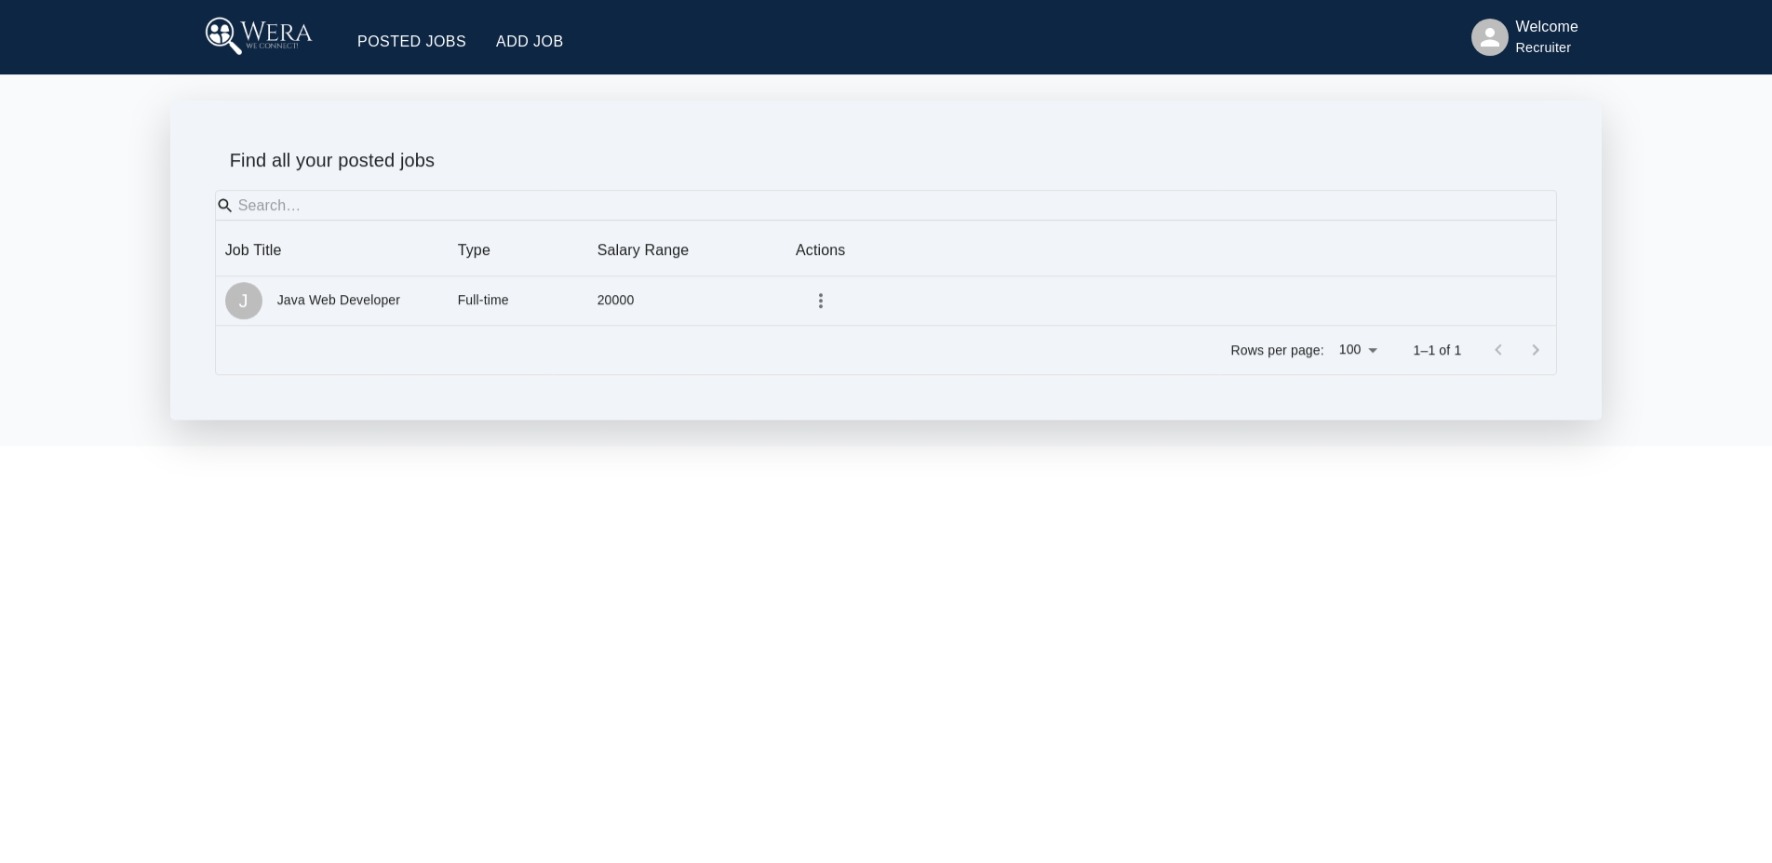 WERA
WE CONNECT!
POSTED JOBS
ADD JOB
Welcome
Recruiter
Find all your posted jobs
Search…
Job Title Type Salary Range Actions
J Java Web Developer Full-time 20000
Rows per page: 100 1–1 of 1